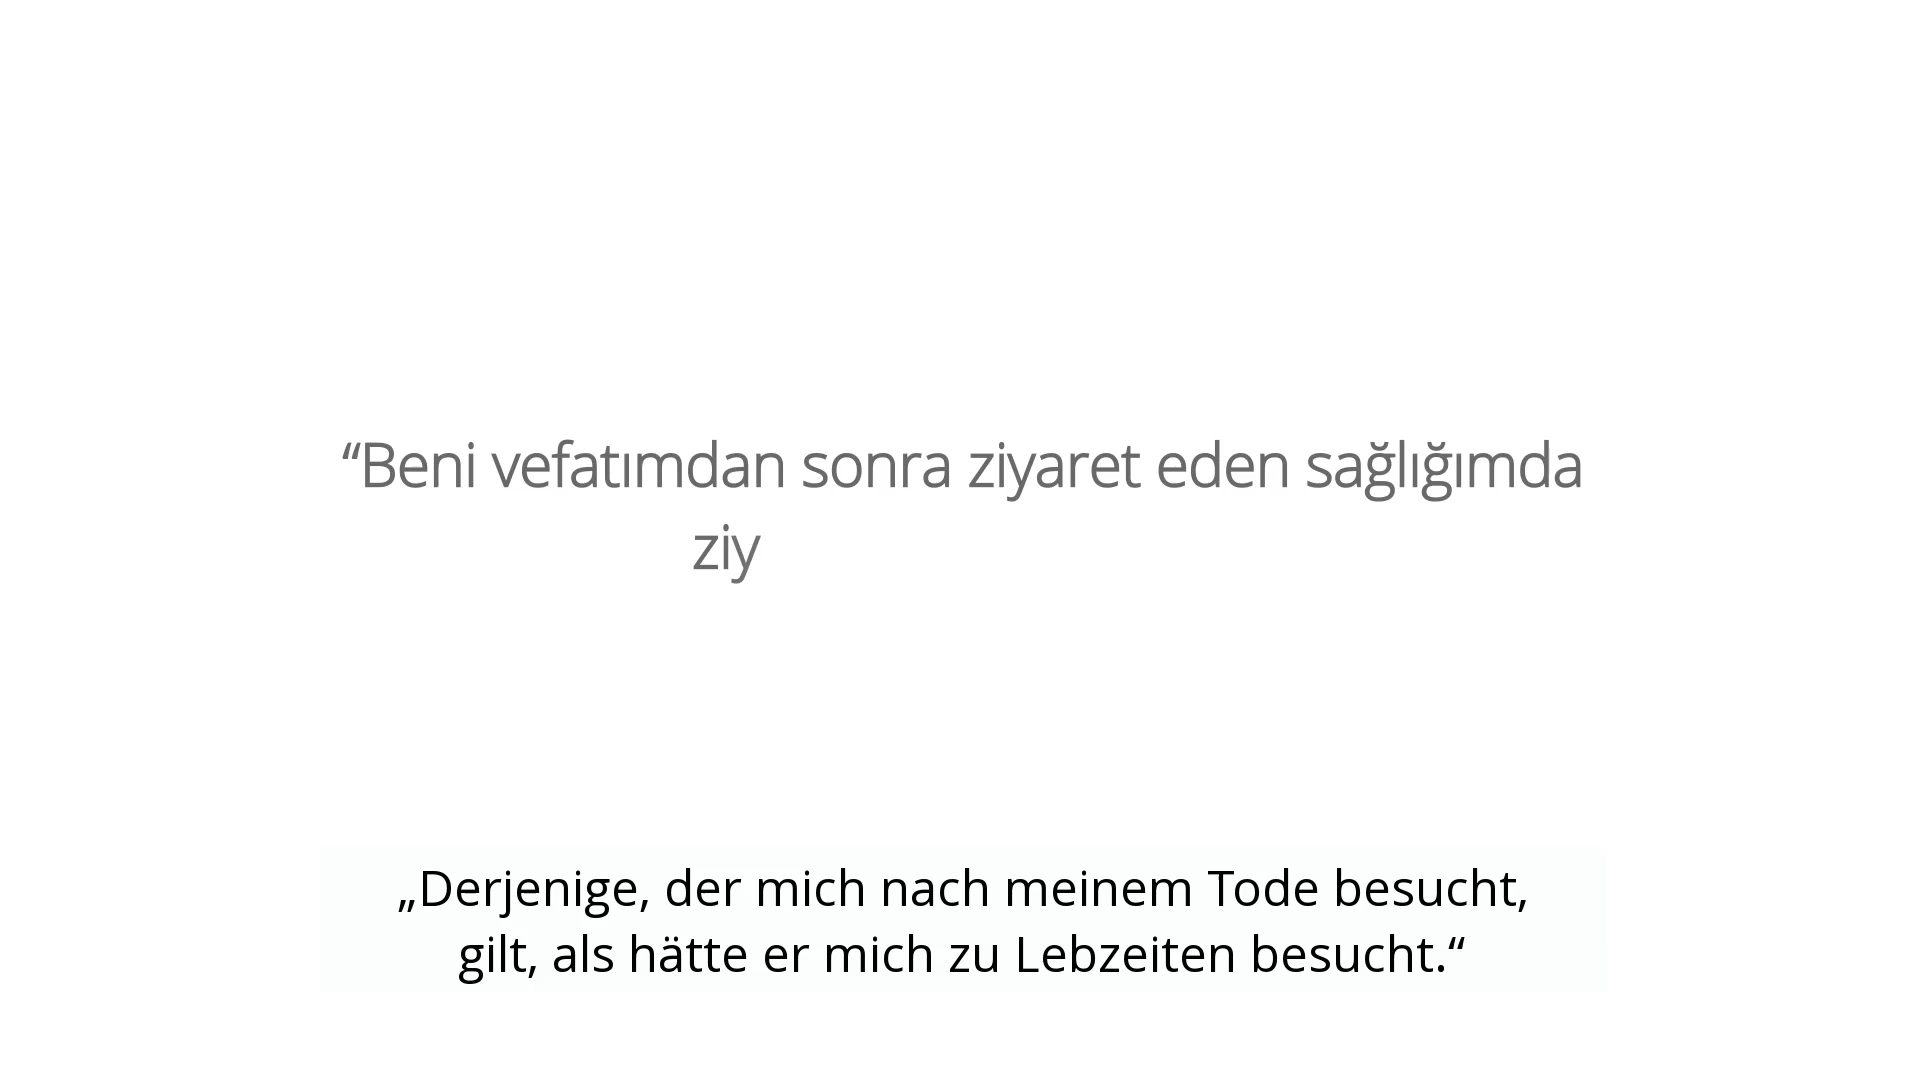 “Beni vefatımdan sonra ziyaret eden sağlığımda
ziy
„Derjenige, der mich nach meinem Tode besucht,
gilt, als hätte er mich zu Lebzeiten besucht.“